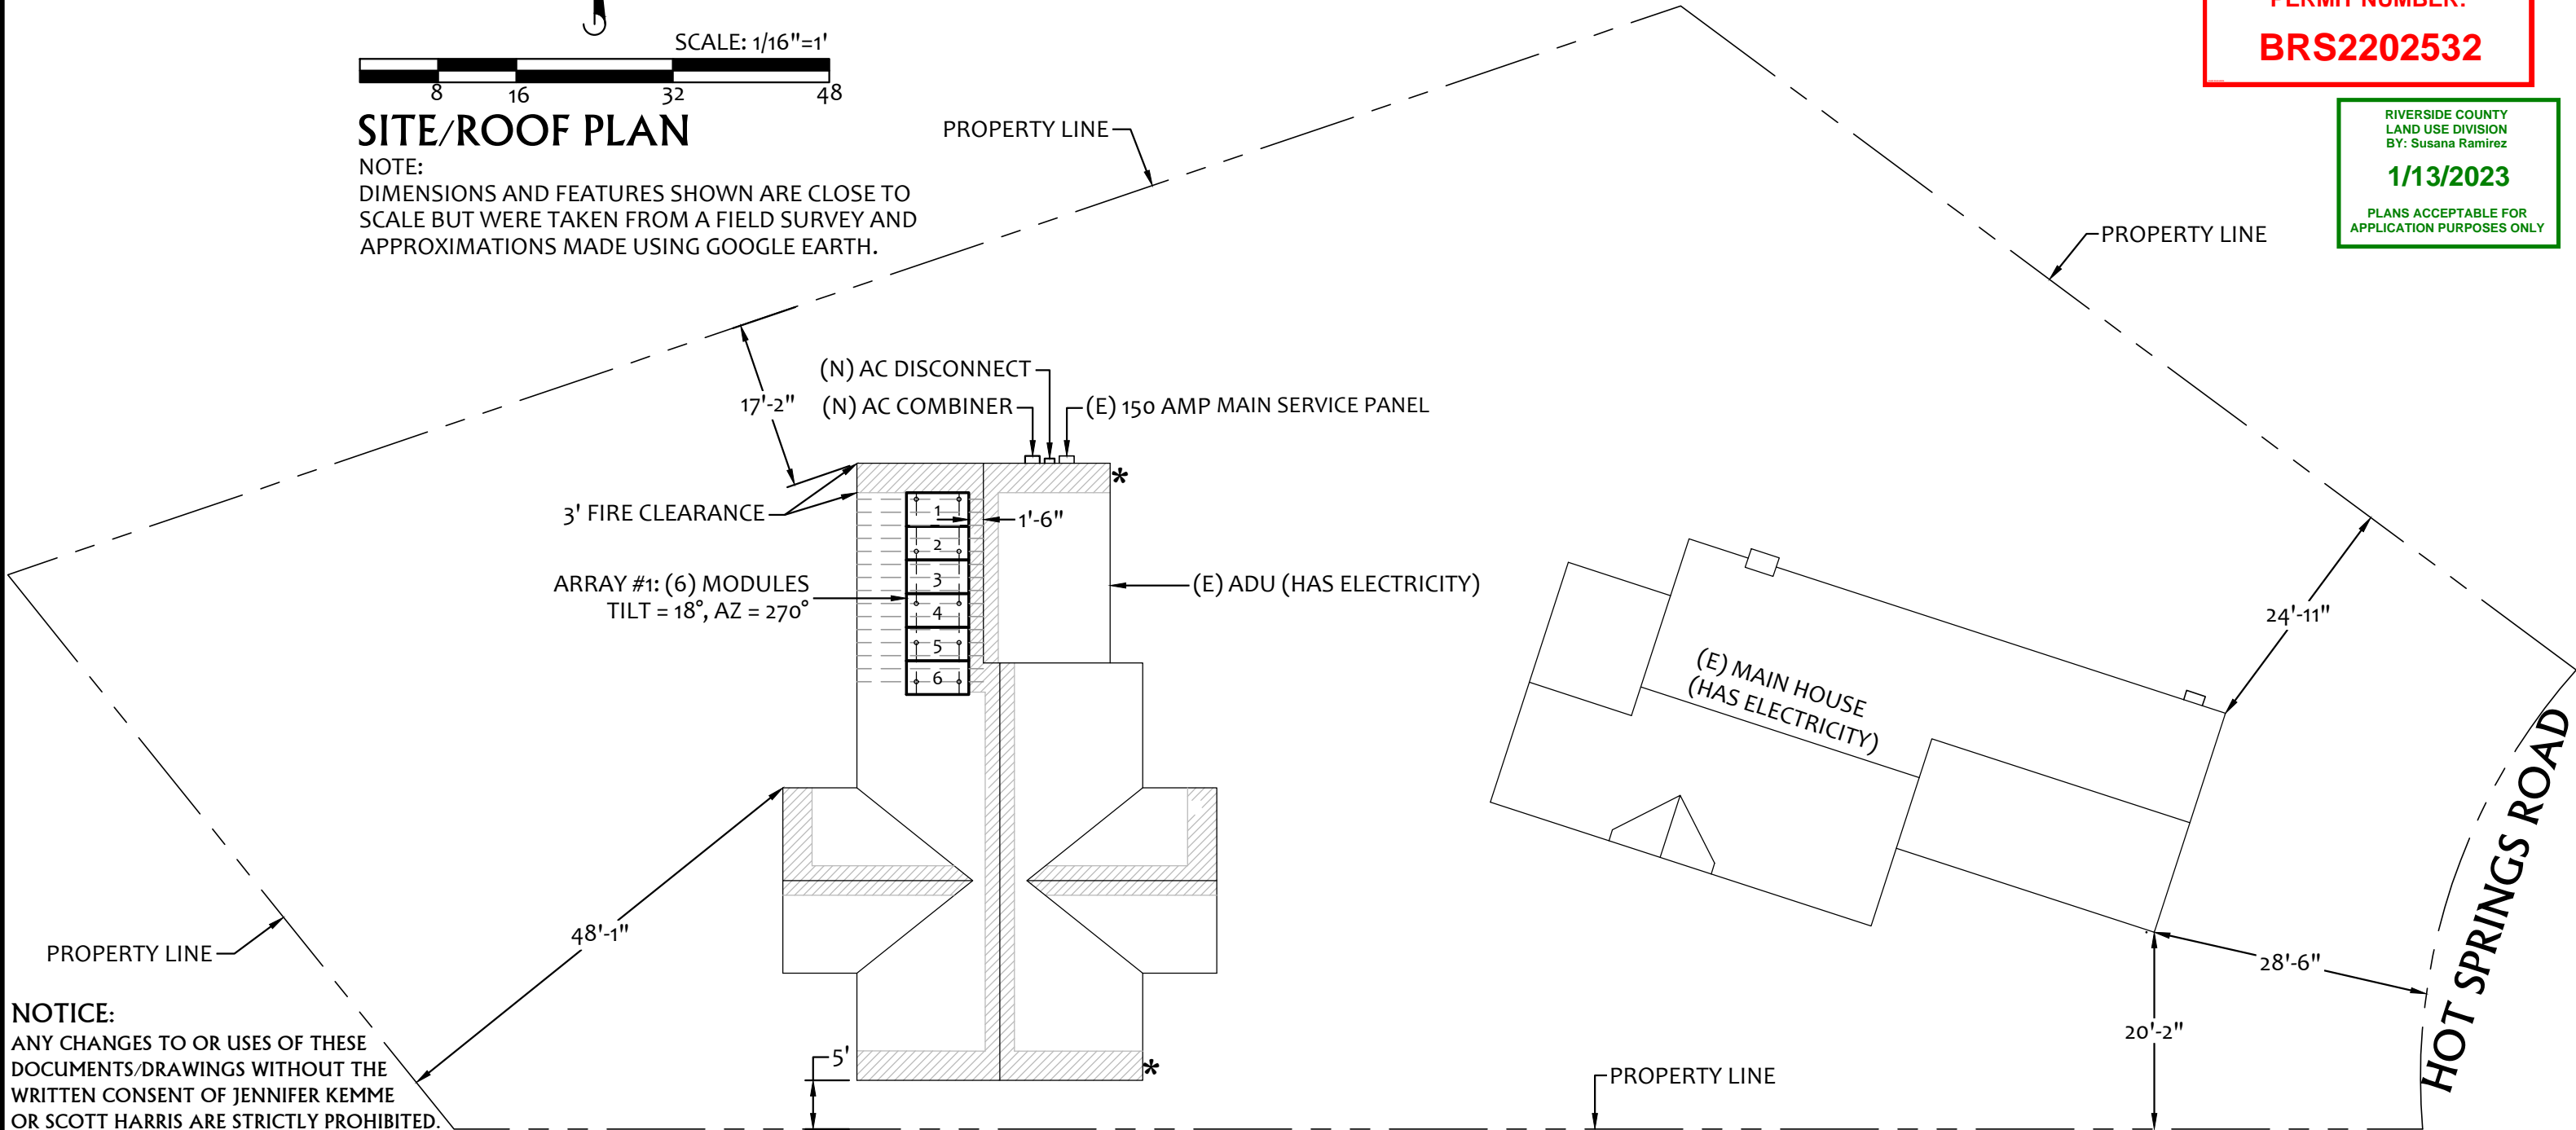 SCALE: 1/16"=1'
8 16 32 48
SITE/ROOF PLAN
NOTE:
DIMENSIONS AND FEATURES SHOWN ARE CLOSE TO
SCALE BUT WERE TAKEN FROM A FIELD SURVEY AND
APPROXIMATIONS MADE USING GOOGLE EARTH.
PERMIT NUMBER:
BRS2202532
RIVERSIDE COUNTY
LAND USE DIVISION
BY: Susana Ramirez
1/13/2023
PLANS ACCEPTABLE FOR
APPLICATION PURPOSES ONLY
PROPERTY LINE
PROPERTY LINE
17'-2"
(N) AC DISCONNECT
(N) AC COMBINER
(E) 150 AMP MAIN SERVICE PANEL
*
3' FIRE CLEARANCE
1'-6"
1
2
3
4
5
6
ARRAY #1: (6) MODULES
TILT = 18°, AZ = 270°
(E) ADU (HAS ELECTRICITY)
24'-11"
(E) MAIN HOUSE
(HAS ELECTRICITY)
HOT SPRINGS ROAD
48'-1"
PROPERTY LINE
28'-6"
20'-2"
5'
*
PROPERTY LINE
NOTICE:
ANY CHANGES TO OR USES OF THESE
DOCUMENTS/DRAWINGS WITHOUT THE
WRITTEN CONSENT OF JENNIFER KEMME
OR SCOTT HARRIS ARE STRICTLY PROHIBITED.